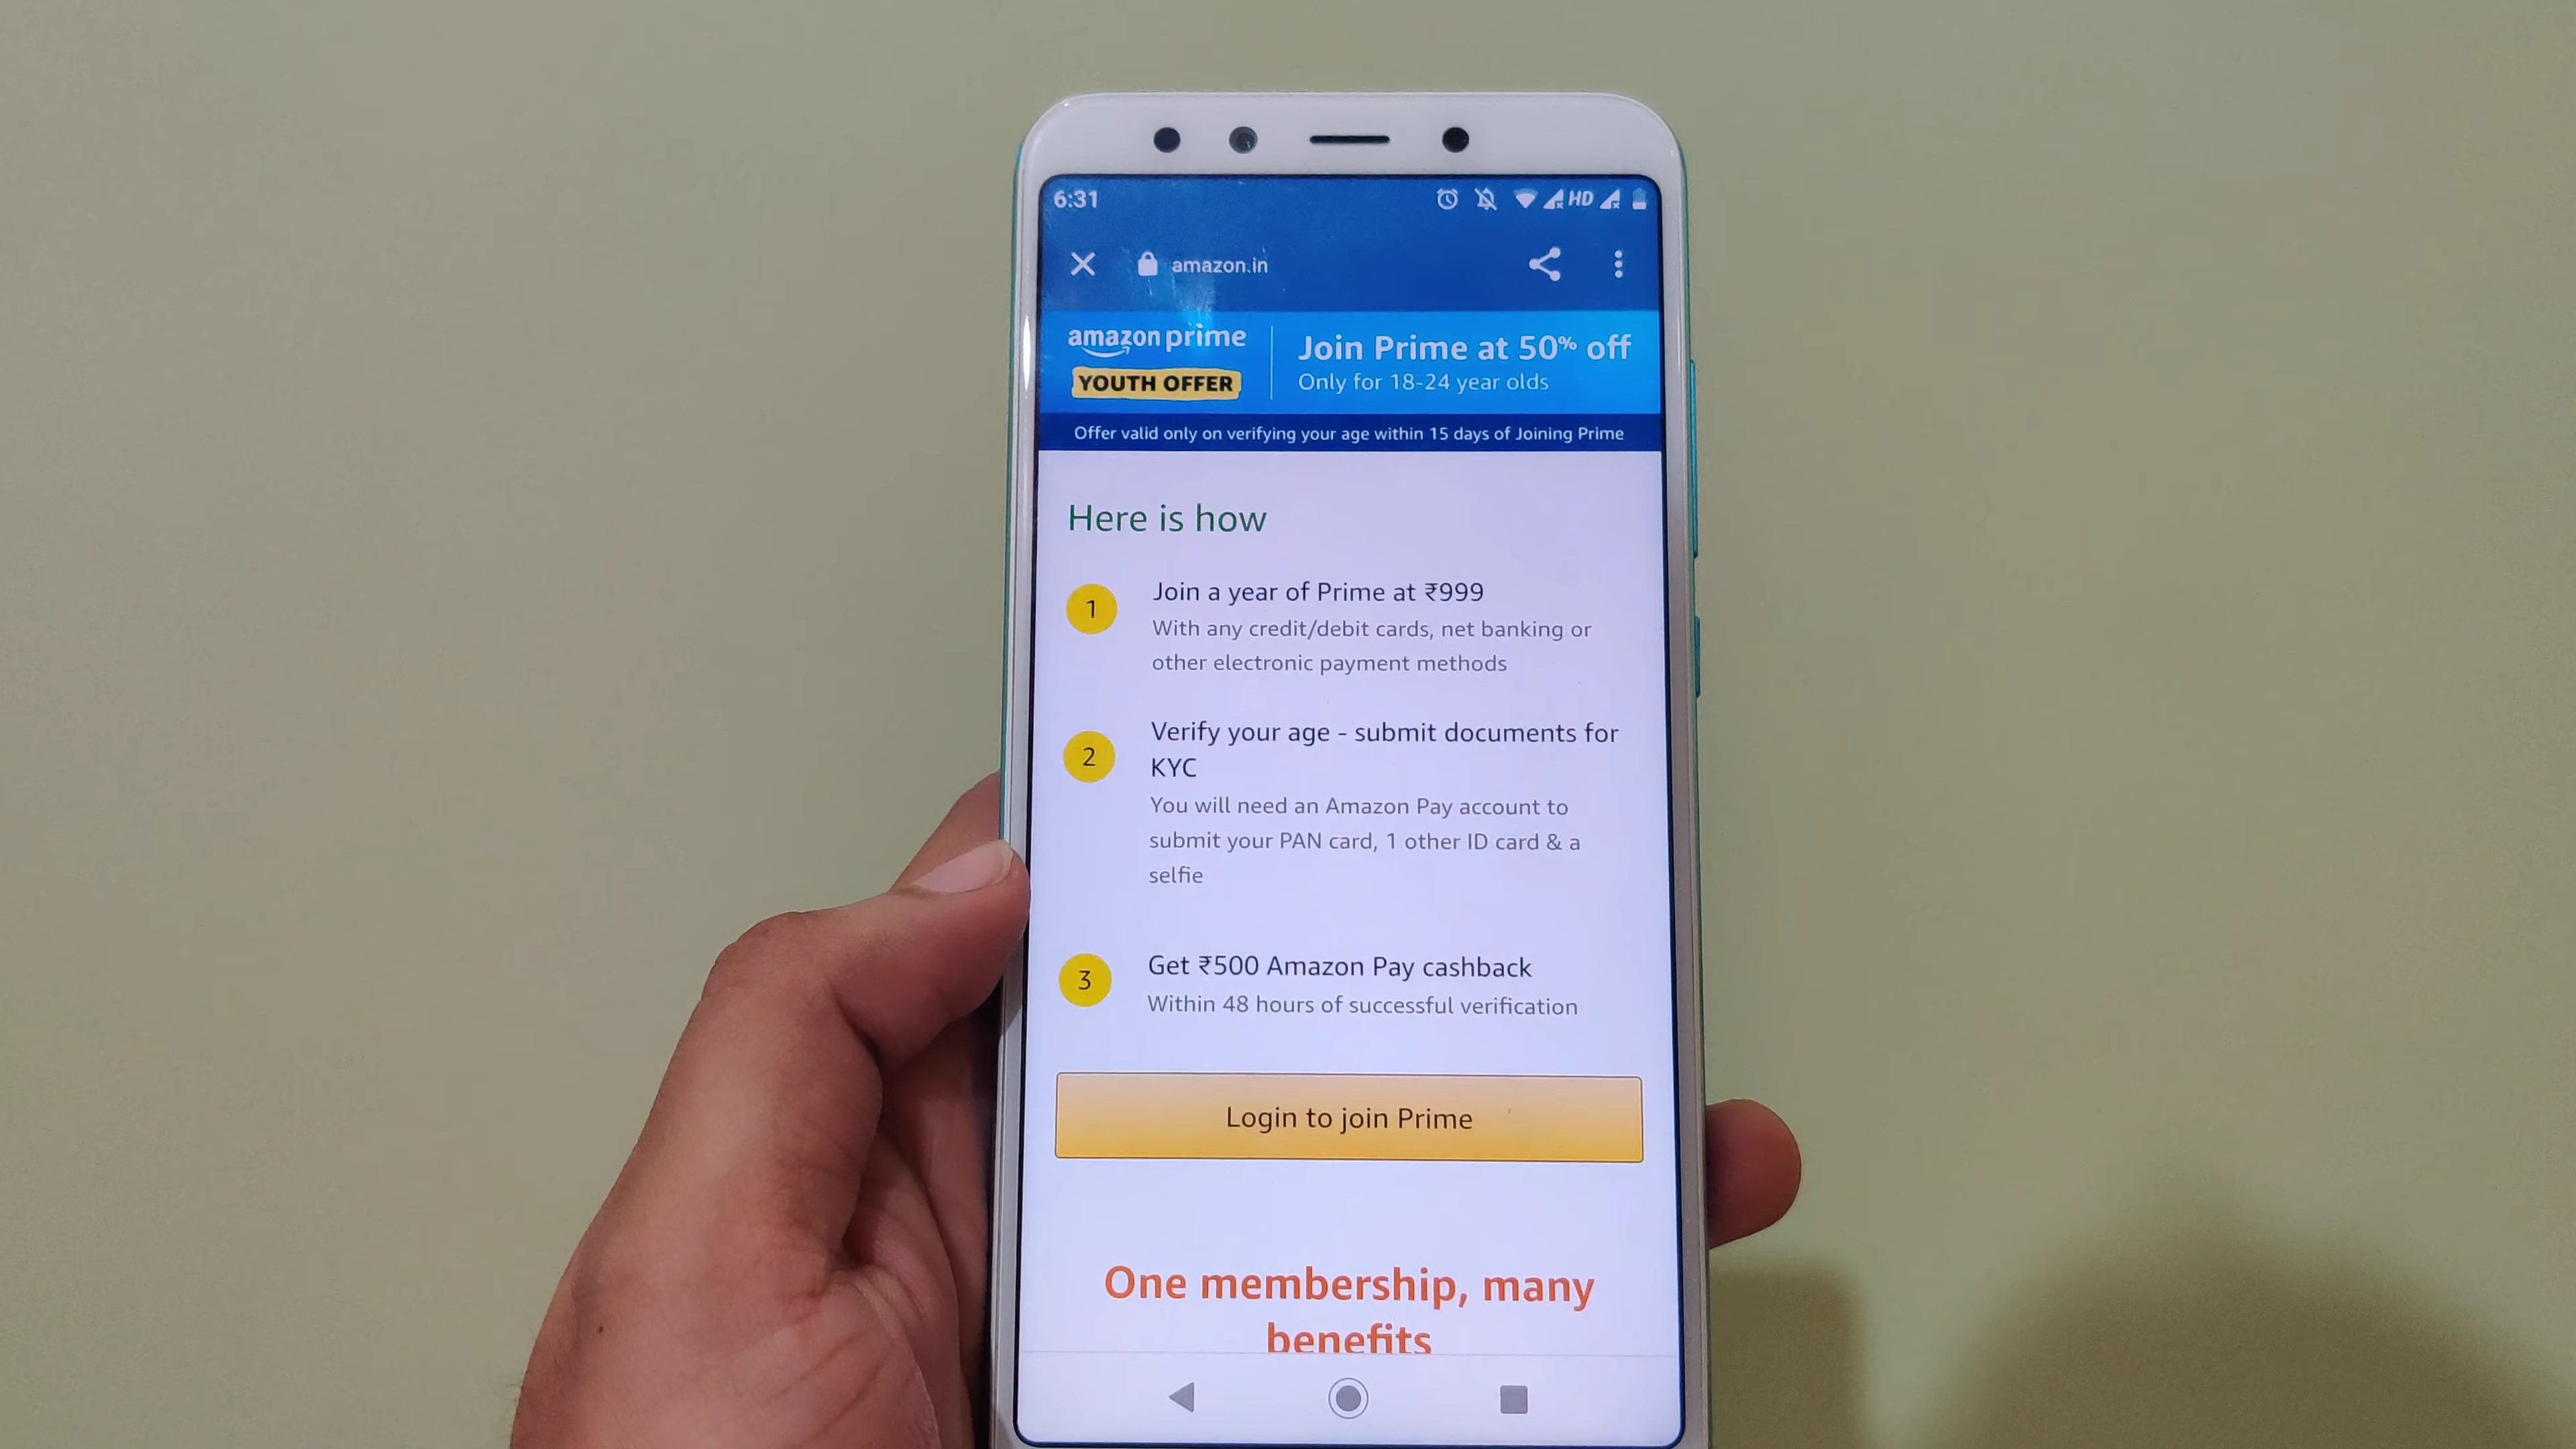 6:31
HD
amazon.in
amazon prime
YOUTH OFFER
Join Prime at 50% off
Only for 18-24 year olds
Offer valid only on verifying your age within 15 days of Joining Prime
Here is how
1
Join a year of Prime at ₹999
With any credit/debit cards, net banking or
other electronic payment methods
2
Verify your age - submit documents for
KYC
You will need an Amazon Pay account to
submit your PAN card, 1 other ID card & a
selfie
3
Get ₹500 Amazon Pay cashback
Within 48 hours of successful verification
Login to join Prime
One membership, many
benefits